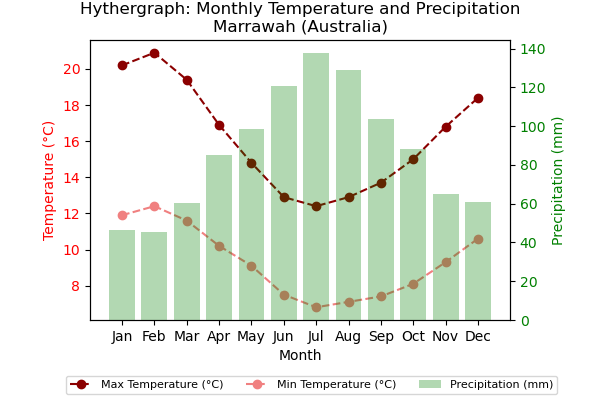 Hythergraph: Monthly Temperature and Precipitation
Marrawah (Australia)
Temperature (°C)
20
18
16
14
12
10
8
140
120
100
80
60
40
20
0
Precipitation (mm)
Jan Feb Mar Apr May Jun Jul Aug Sep Oct Nov Dec
Month
Max Temperature (°C) Min Temperature (°C) Precipitation (mm)